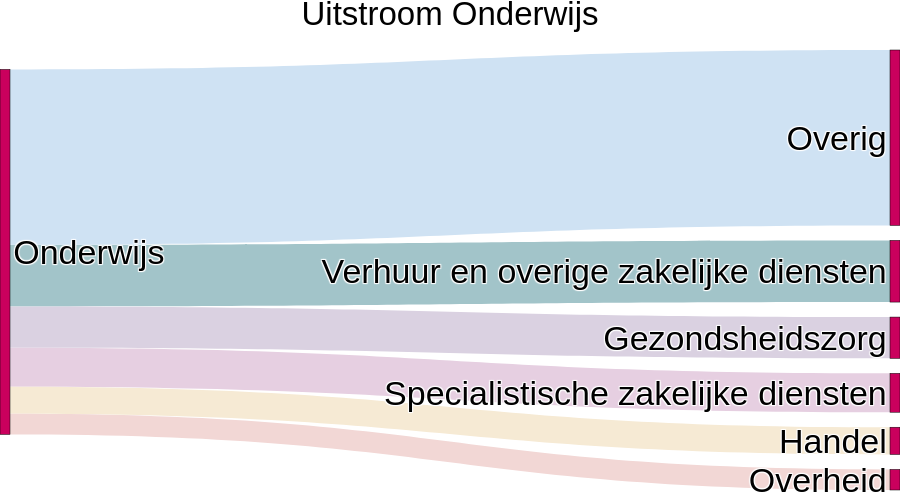 Uitstroom Onderwijs
Overig
Onderwijs
Verhuur en overige zakelijke diensten
Gezondsheidszorg
Specialistische zakelijke diensten
Handel
Overheid